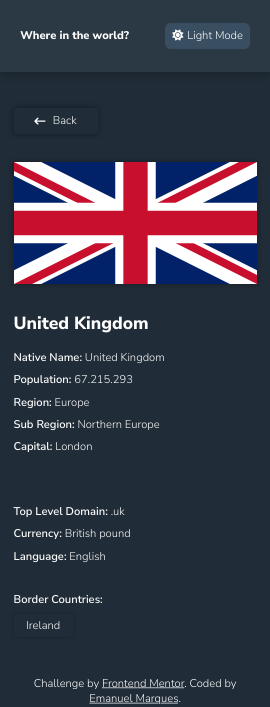 Where in the world?
Light Mode
Back
United Kingdom
Native Name: United Kingdom
Population: 67.215.293
Region: Europe
Sub Region: Northern Europe
Capital: London
Top Level Domain: .uk
Currency: British pound
Language: English
Border Countries:
Ireland
Challenge by Frontend Mentor. Coded by
Emanuel Marques.